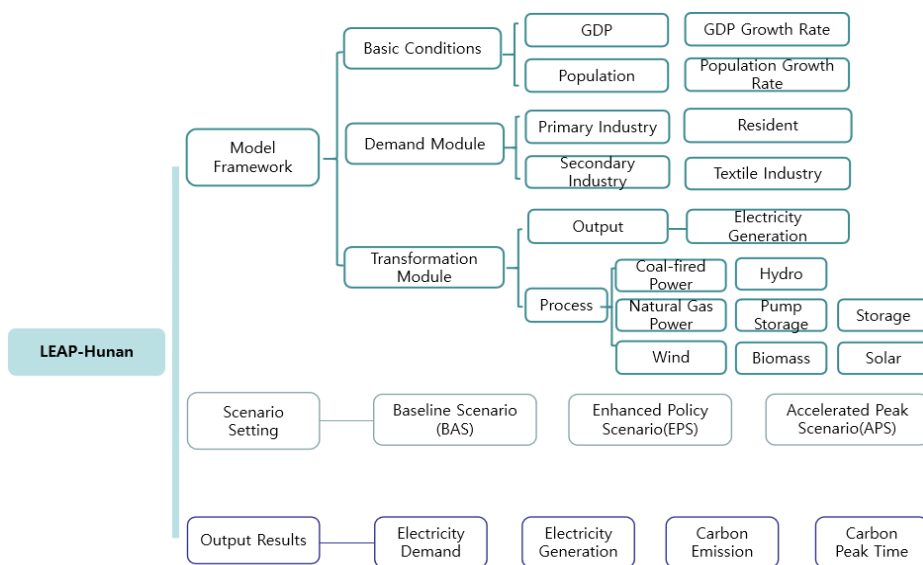 GDP
GDP Growth Rate
Basic Conditions
Population
Population Growth
Rate
Model
Framework
Demand Module
Primary Industry
Resident
Secondary
Industry
Textile Industry
Output
Electricity
Generation
Transformation
Module
Process
Coal-fired
Power
Hydro
Natural Gas
Power
Pump
Storage
Storage
Wind
Biomass
Solar
LEAP-Hunan
Scenario
Setting
Baseline Scenario
(BAS)
Enhanced Policy
Scenario(EPS)
Accelerated Peak
Scenario(APS)
Output Results
Electricity
Demand
Electricity
Generation
Carbon
Emission
Carbon
Peak Time